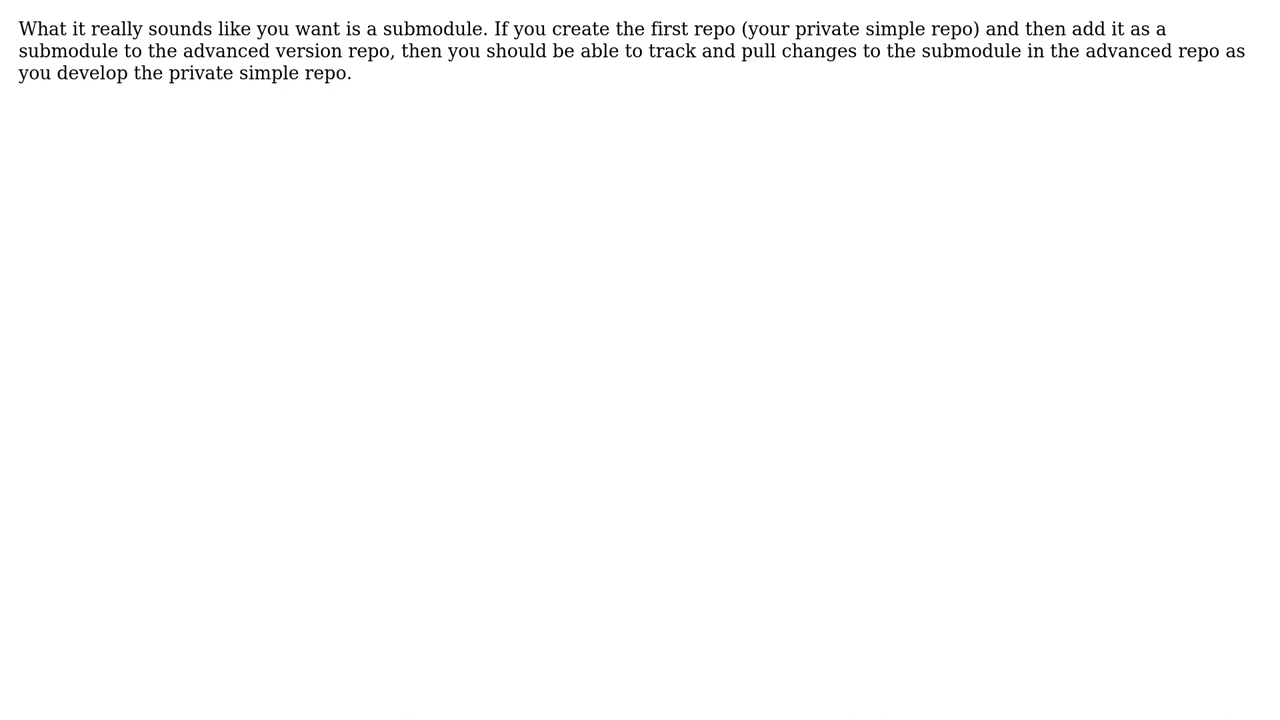 What it really sounds like you want is a submodule. If you create the first repo (your private simple repo) and then add it as a
submodule to the advanced version repo, then you should be able to track and pull changes to the submodule in the advanced repo as
you develop the private simple repo.